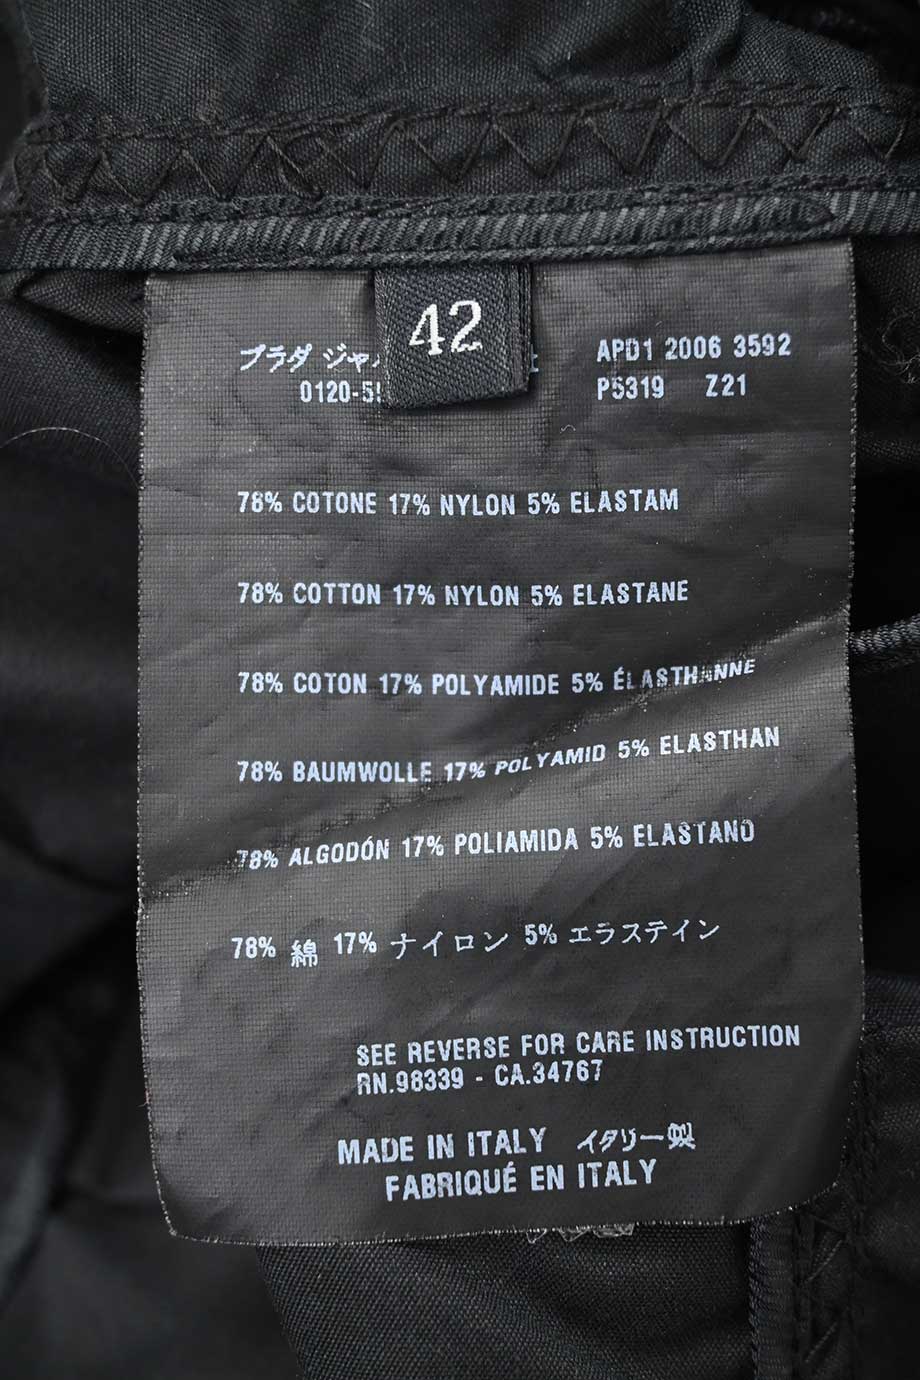 42
プラダ ジャ
APD1 2006 3592
0120-5
P5319 Z21
78% COTONE 17% NYLON 5% ELASTAM
78% COTTON 17% NYLON 5% ELASTANE
78% COTON 17% POLYAMIDE 5% ÉLASTHANNE
78% BAUMWOLLE 17% POLYAMID 5% ELASTHAN
78% ALGODÓN 17% POLIAMIDA 5% ELASTANO
78% 綿 17% ナイロン 5% エラステイン
SEE REVERSE FOR CARE INSTRUCTION
RN.98339 - CA.34767
MADE IN ITALY イタリー製
FABRIQUÉ EN ITALY